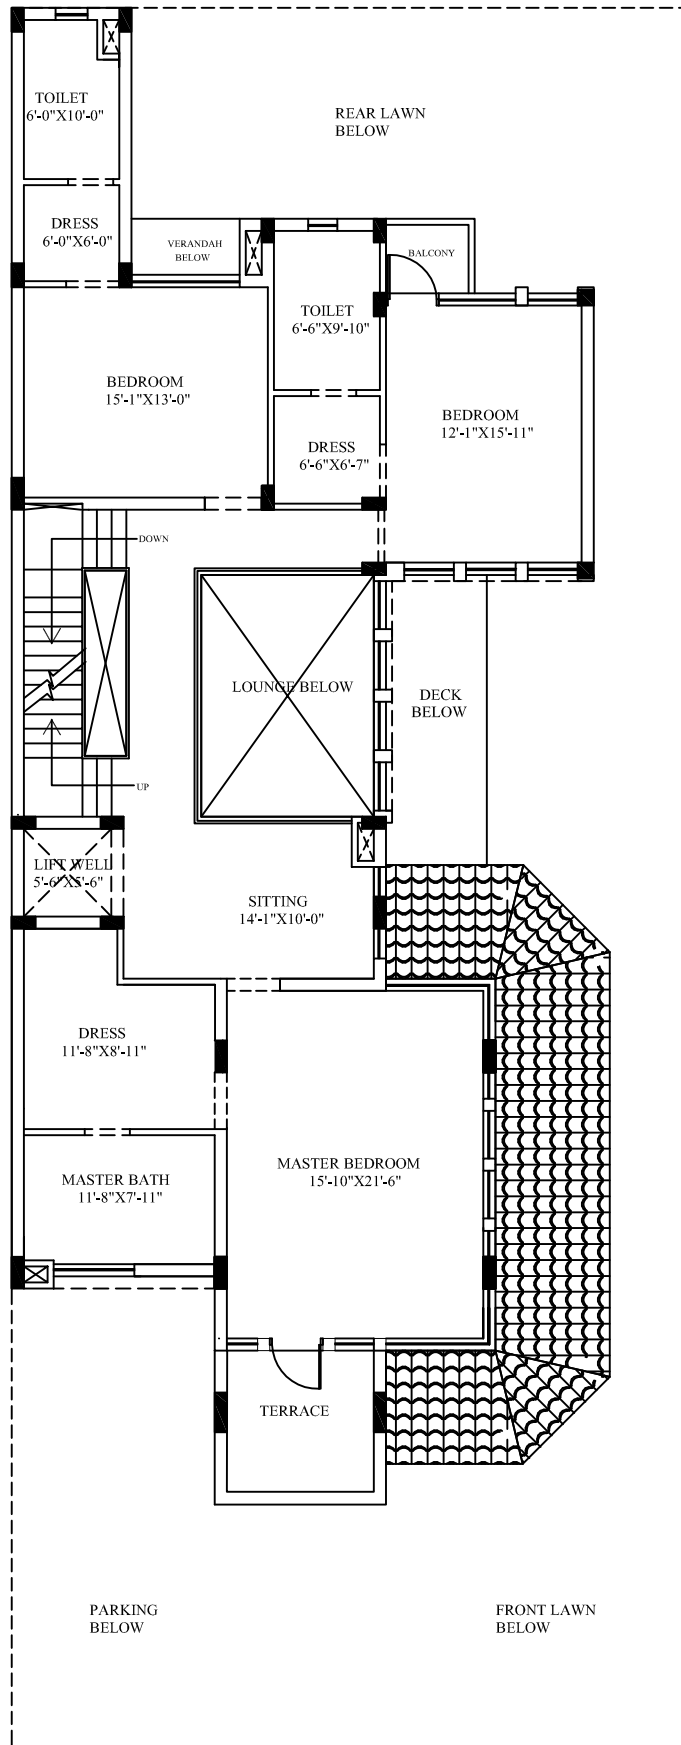 TOILET
6'-0"X10'-0"
REAR LAWN
BELOW
DRESS
6'-0"X6'-0"
VERANDAH
BELOW
BALCONY
TOILET
6'-6"X9'-10"
BEDROOM
15'-1"X13'-0"
BEDROOM
12'-1"X15'-11"
DRESS
6'-6"X6'-7"
DOWN
LOUNGE BELOW
DECK
BELOW
UP
LIFT WELL
5'-6"X5'-6"
SITTING
14'-1"X10'-0"
DRESS
11'-8"X8'-11"
MASTER BATH
11'-8"X7'-11"
MASTER BEDROOM
15'-10"X21'-6"
TERRACE
PARKING
BELOW
FRONT LAWN
BELOW